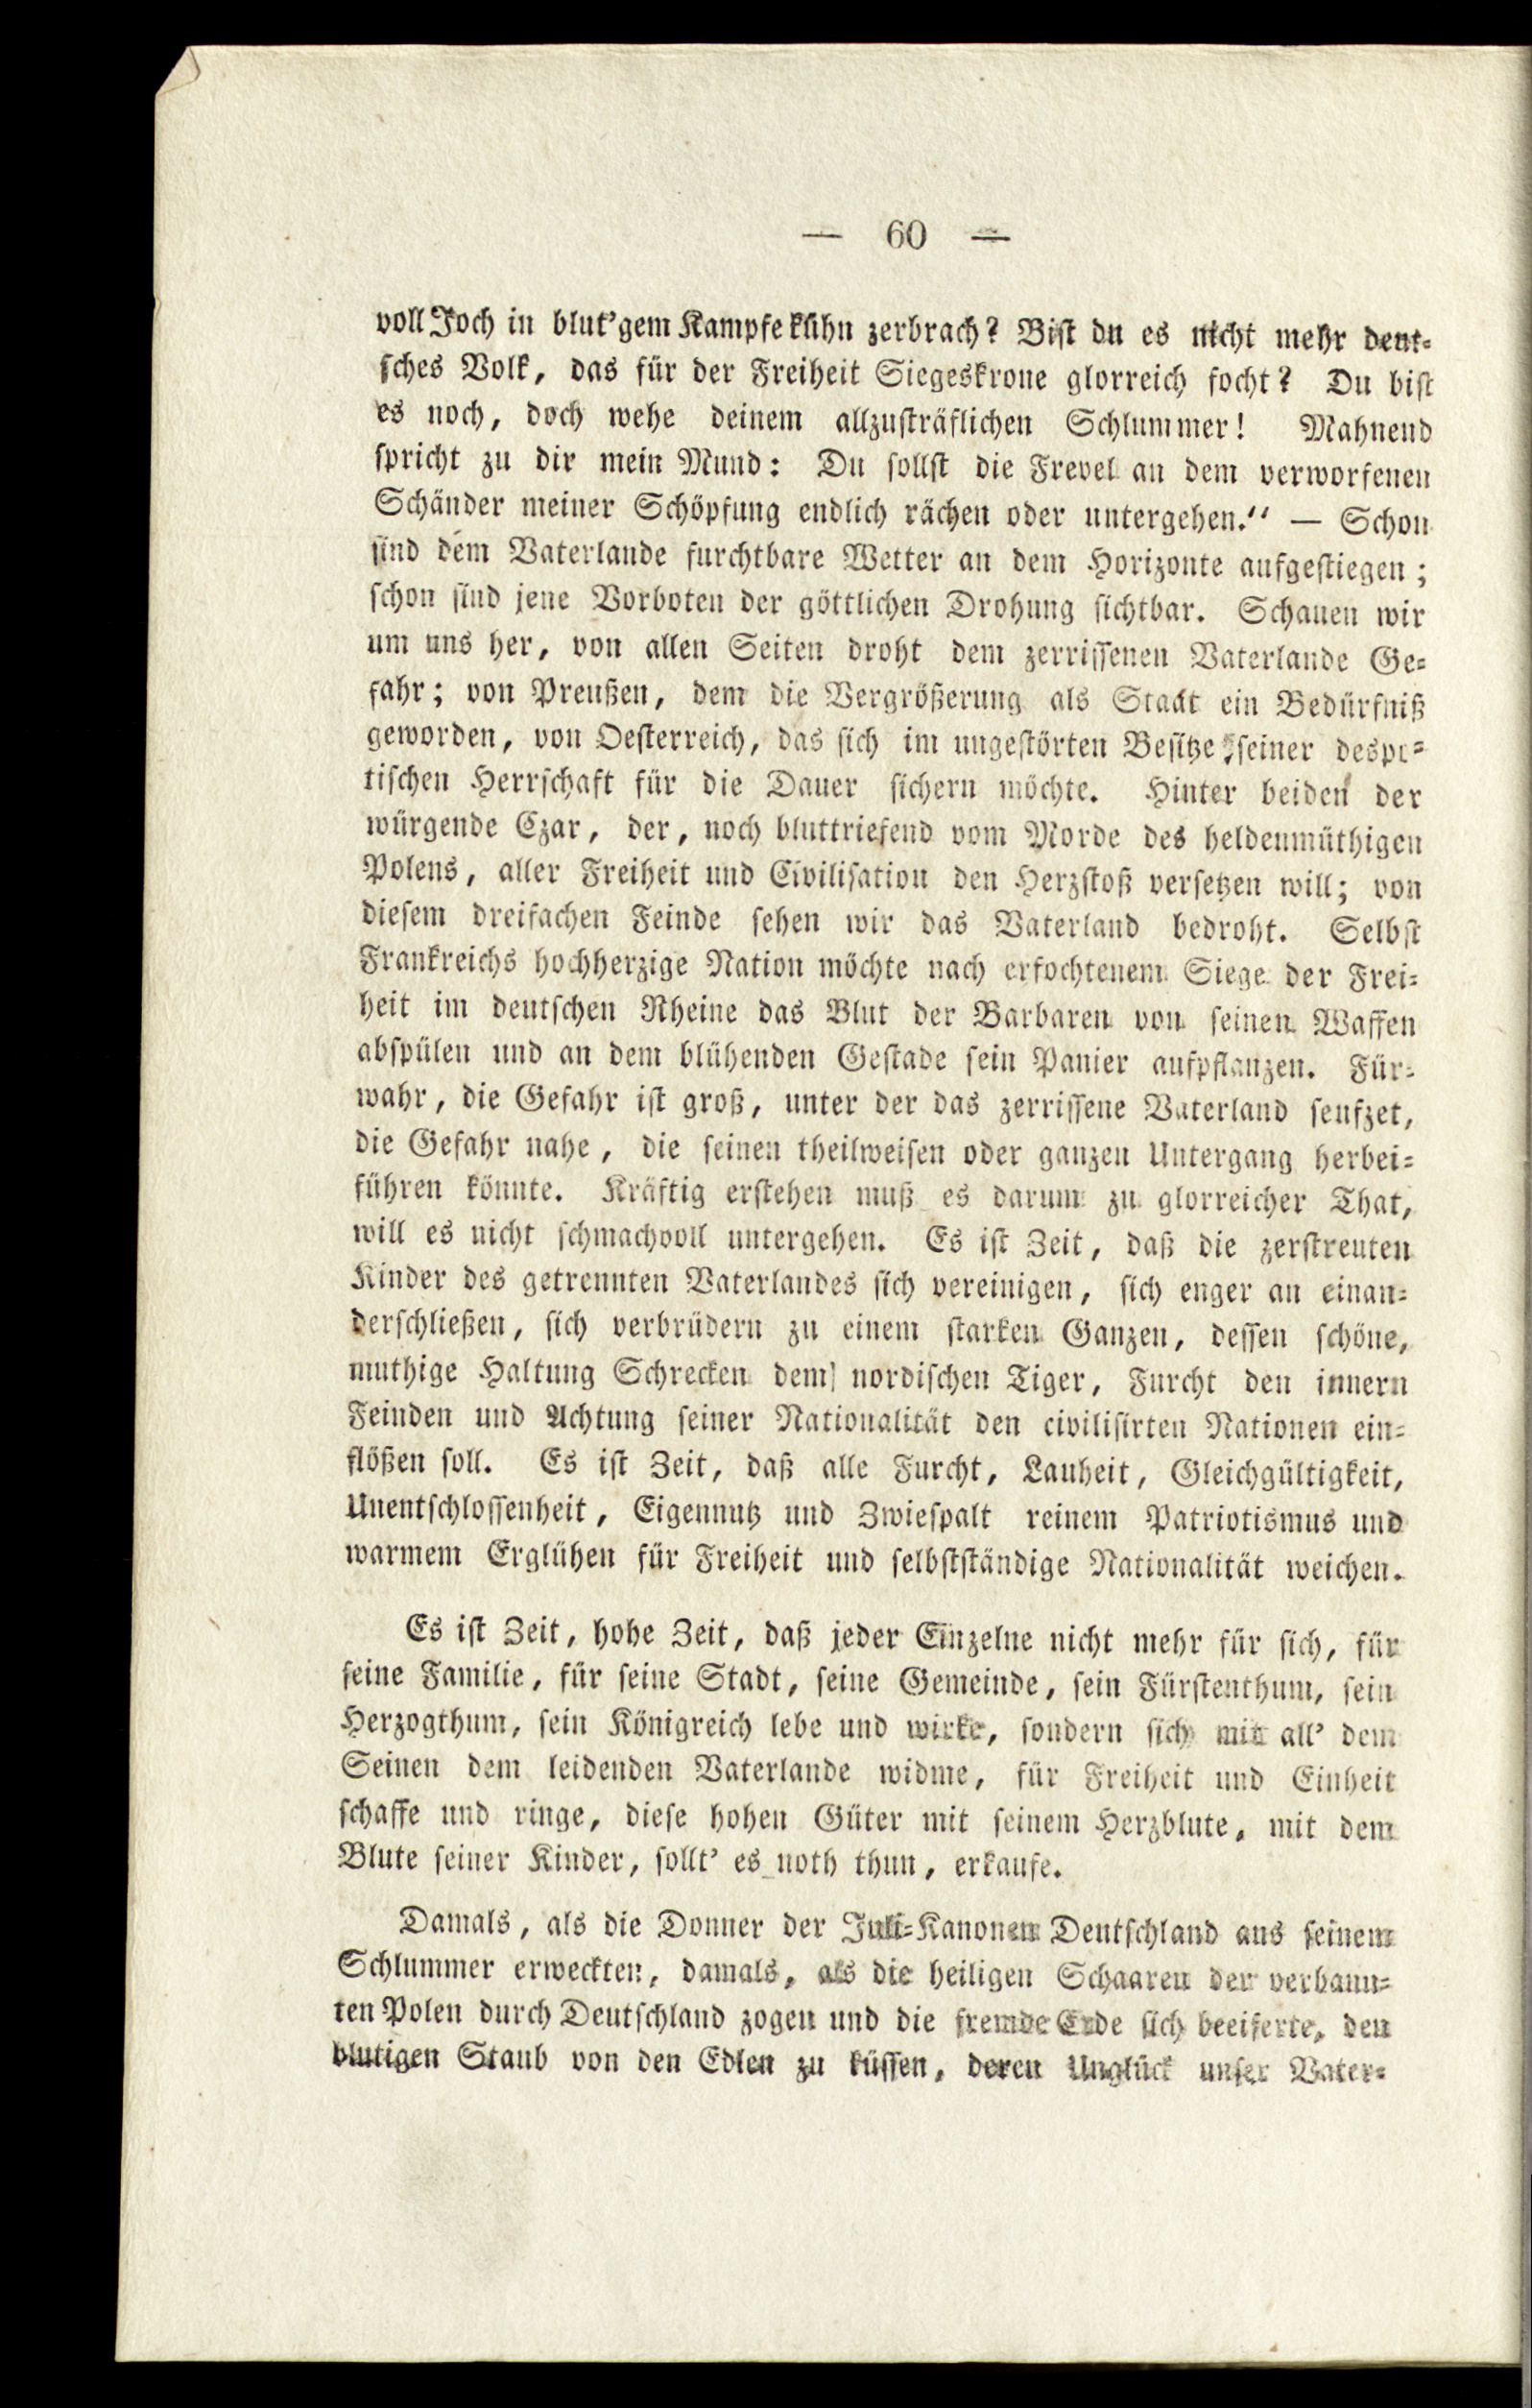 — 60 —
voll Joch in blut'gem Kampfe kühn zerbrach? Bist du es nicht mehr deut-
sches Volk, das für der Freiheit Siegeskrone glorreich focht? Du bist
es noch, doch wehe deinem allzusträflichen Schlummer! Mahnend
spricht zu dir mein Mund: Du sollst die Frevel an dem verworfenen
Schänder meiner Schöpfung endlich rächen oder untergehen." — Schon
sind dem Vaterlande furchtbare Wetter an dem Horizonte aufgestiegen;
schon sind jene Vorboten der göttlichen Drohung sichtbar. Schauen wir
um uns her, von allen Seiten droht dem zerrissenen Vaterlande Ge-
fahr; von Preußen, dem die Vergrößerung als Staat ein Bedürfniß
geworden, von Oesterreich, das sich im ungestörten Besitze seiner despo-
tischen Herrschaft für die Dauer sichern möchte. Hinter beiden der
würgende Czar, der, noch bluttriefend vom Morde des heldenmüthigen
Polens, aller Freiheit und Civilisation den Herzstoß versetzen will; von
diesem dreifachen Feinde sehen wir das Vaterland bedroht. Selbst
Frankreichs hochherzige Nation möchte nach erfochtenem Siege der Frei-
heit im deutschen Rheine das Blut der Barbaren von seinen Waffen
abspülen und an dem blühenden Gestade sein Panier aufpflanzen. Für-
wahr, die Gefahr ist groß, unter der das zerrissene Vaterland seufzet,
die Gefahr nahe, die seinen theilweisen oder ganzen Untergang herbei-
führen könnte. Kräftig erstehen muß es darum zu glorreicher That,
will es nicht schmachvoll untergehen. Es ist Zeit, daß die zerstreuten
Kinder des getrennten Vaterlandes sich vereinigen, sich enger an einan-
derschließen, sich verbrüdern zu einem starken Ganzen, dessen schöne,
muthige Haltung Schrecken dem nordischen Tiger, Furcht den innern
Feinden und Achtung seiner Nationalität den civilisirten Nationen ein-
flößen soll. Es ist Zeit, daß alle Furcht, Lauheit, Gleichgültigkeit,
Unentschlossenheit, Eigennutz und Zwiespalt reinem Patriotismus und
warmem Erglühen für Freiheit und selbstständige Nationalität weichen.
Es ist Zeit, hohe Zeit, daß jeder Einzelne nicht mehr für sich, für
seine Familie, für seine Stadt, seine Gemeinde, sein Fürstenthum, sein
Herzogthum, sein Königreich lebe und wirke, sondern sich mit all' dem
Seinen dem leidenden Vaterlande widme, für Freiheit und Einheit
schaffe und ringe, diese hohen Güter mit seinem Herzblute, mit dem
Blute seiner Kinder, sollt' es noth thun, erkaufe.
Damals, als die Donner der Juli-Kanonen Deutschland aus seinem
Schlummer erweckten, damals, als die heiligen Schaaren der verbann-
ten Polen durch Deutschland zogen und die fremde Erde sich beeiferte, den
blutigen Staub von den Edlen zu küssen, deren Unglück unser Vater-